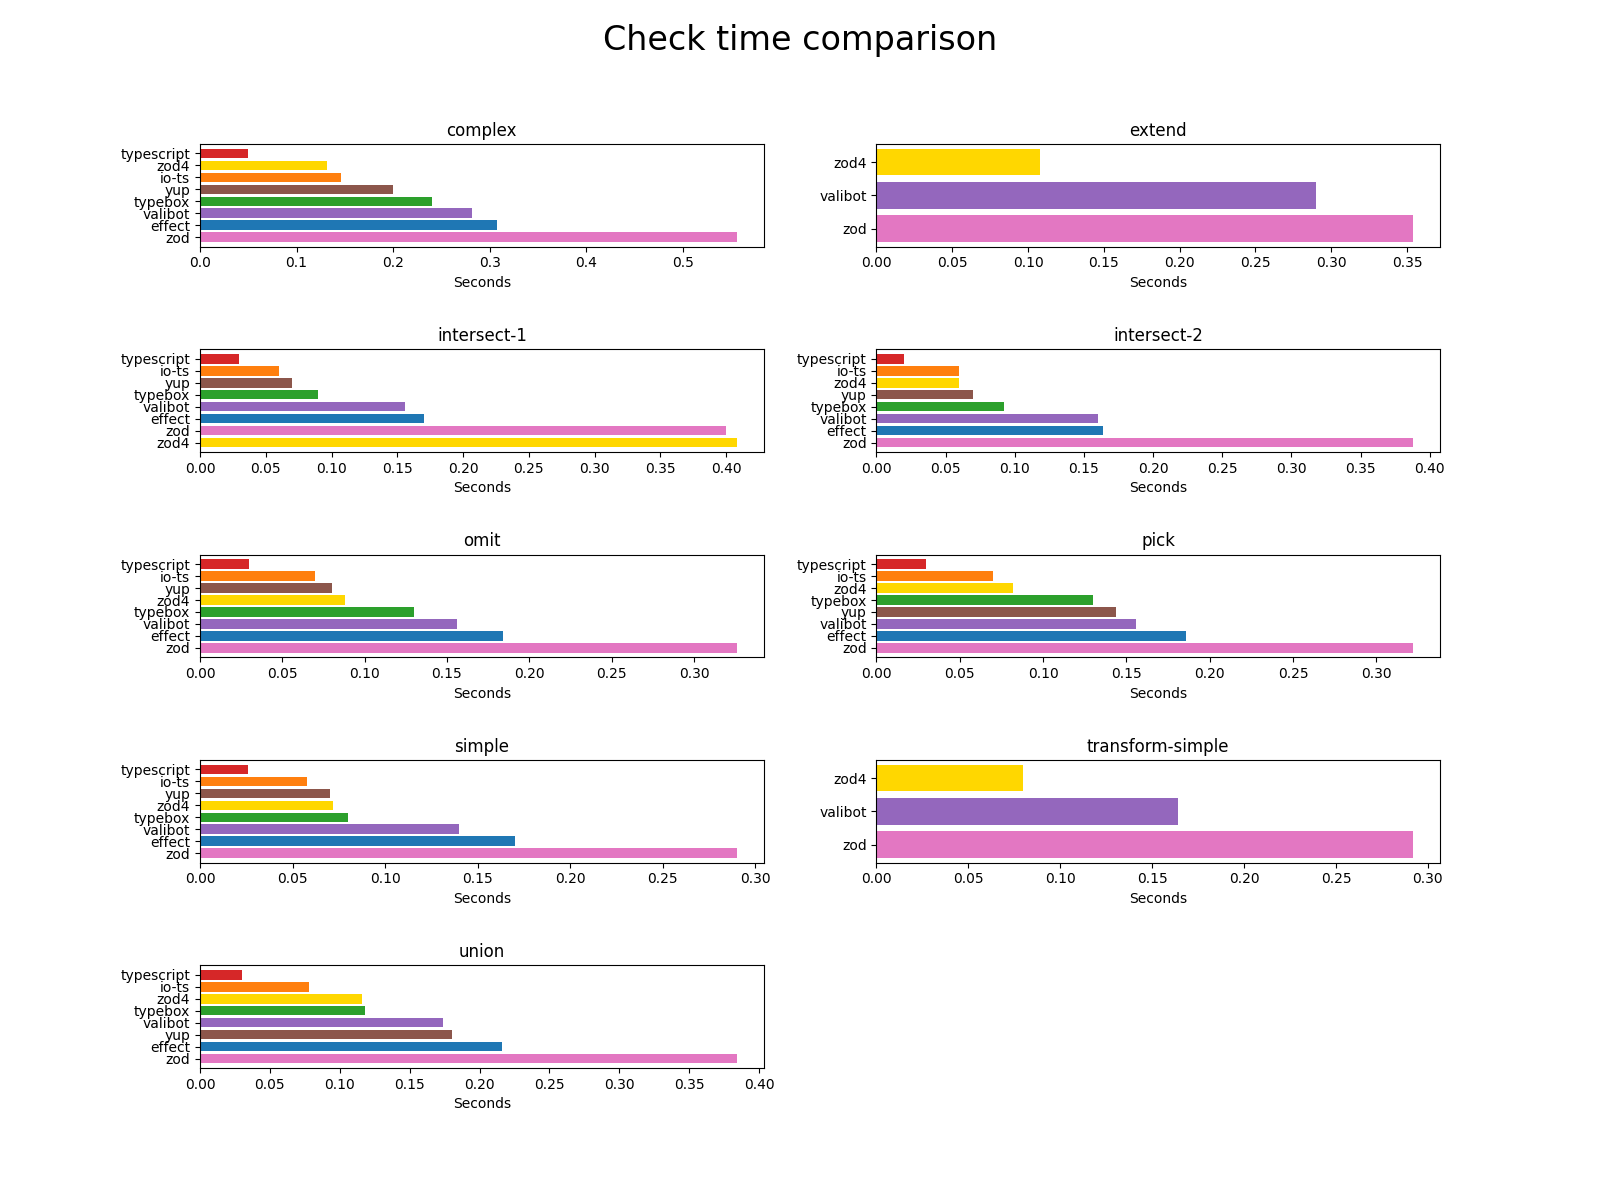 Check time comparison
complex
typescript
zod4
io-ts
yup
typebox
valibot
effect
zod
0.0 0.1 0.2 0.3 0.4 0.5
Seconds
extend
zod4
valibot
zod
0.00 0.05 0.10 0.15 0.20 0.25 0.30 0.35
Seconds
intersect-1
typescript
io-ts
yup
typebox
valibot
effect
zod
zod4
0.00 0.05 0.10 0.15 0.20 0.25 0.30 0.35 0.40
Seconds
intersect-2
typescript
io-ts
zod4
yup
typebox
valibot
effect
zod
0.00 0.05 0.10 0.15 0.20 0.25 0.30 0.35 0.40
Seconds
omit
typescript
io-ts
yup
zod4
typebox
valibot
effect
zod
0.00 0.05 0.10 0.15 0.20 0.25 0.30
Seconds
pick
typescript
io-ts
zod4
typebox
yup
valibot
effect
zod
0.00 0.05 0.10 0.15 0.20 0.25 0.30
Seconds
simple
typescript
io-ts
yup
zod4
typebox
valibot
effect
zod
0.00 0.05 0.10 0.15 0.20 0.25 0.30
Seconds
transform-simple
zod4
valibot
zod
0.00 0.05 0.10 0.15 0.20 0.25 0.30
Seconds
union
typescript
io-ts
zod4
typebox
valibot
yup
effect
zod
0.00 0.05 0.10 0.15 0.20 0.25 0.30 0.35 0.40
Seconds